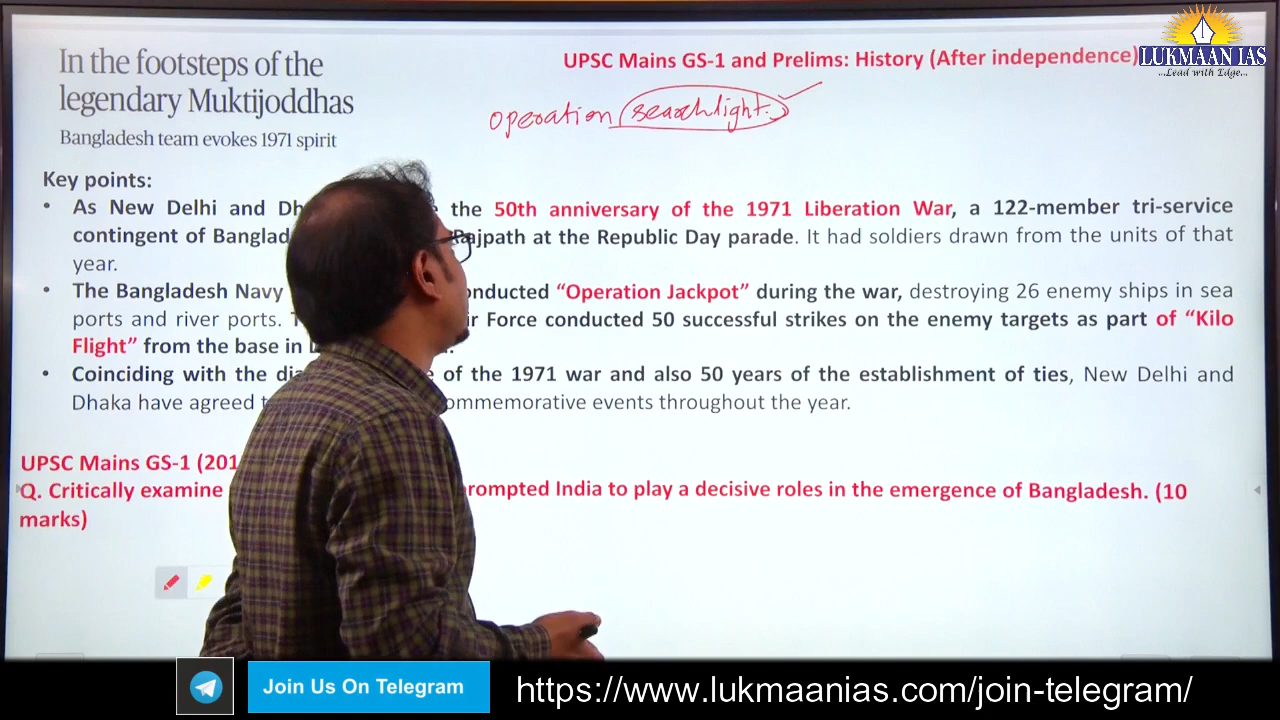 In the footsteps of the
legendary Muktijoddhas
Bangladesh team evokes 1971 spirit
UPSC Mains GS-1 and Prelims: History (After independence)
LUKMAAN IAS
...Lead with Edge...
operation searchlight.
Key points:
• As New Delhi and Dh the 50th anniversary of the 1971 Liberation War, a 122-member tri-service
contingent of Banglad Rajpath at the Republic Day parade. It had soldiers drawn from the units of that
year.
• The Bangladesh Navy onducted “Operation Jackpot” during the war, destroying 26 enemy ships in sea
ports and river ports. ir Force conducted 50 successful strikes on the enemy targets as part of “Kilo
Flight” from the base in
• Coinciding with the dia of the 1971 war and also 50 years of the establishment of ties, New Delhi and
Dhaka have agreed ommemorative events throughout the year.
UPSC Mains GS-1 (201
Q. Critically examine rompted India to play a decisive roles in the emergence of Bangladesh. (10
marks)
Join Us On Telegram
https://www.lukmaanias.com/join-telegram/